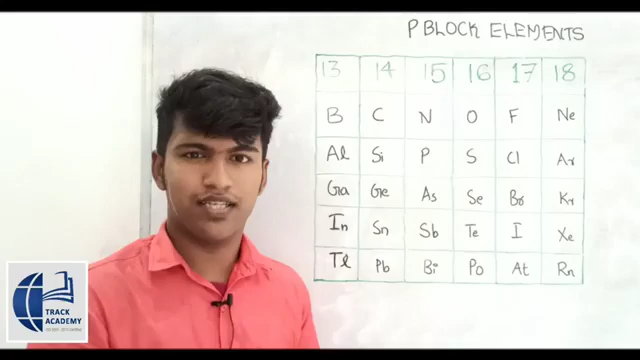 P BLOCK ELEMENTS
13 14 15 16 17 18
B C N O F Ne
Al Si P S Cl Ar
Ga Ge As Se Br Kr
In Sn Sb Te I Xe
Tl Pb Bi Po At Rn
TRACK
ACADEMY